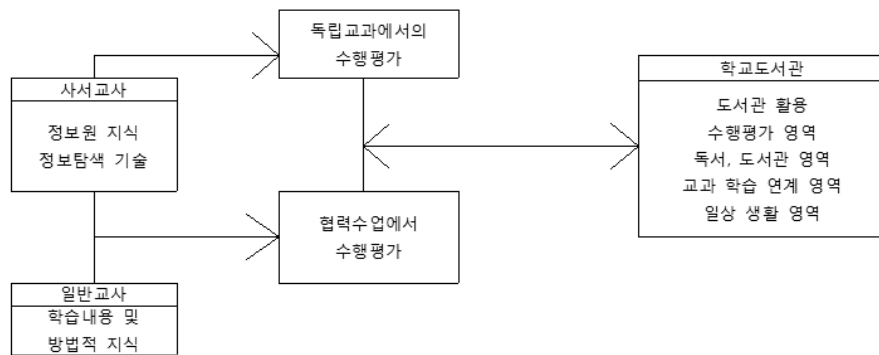 독립교과에서의
수행평가
사서교사
정보원 지식
정보탐색 기술
협력수업에서
수행평가
일반교사
학습내용 및
방법적 지식
학교도서관
도서관 활용
수행평가 영역
독서, 도서관 영역
교과 학습 연계 영역
일상 생활 영역